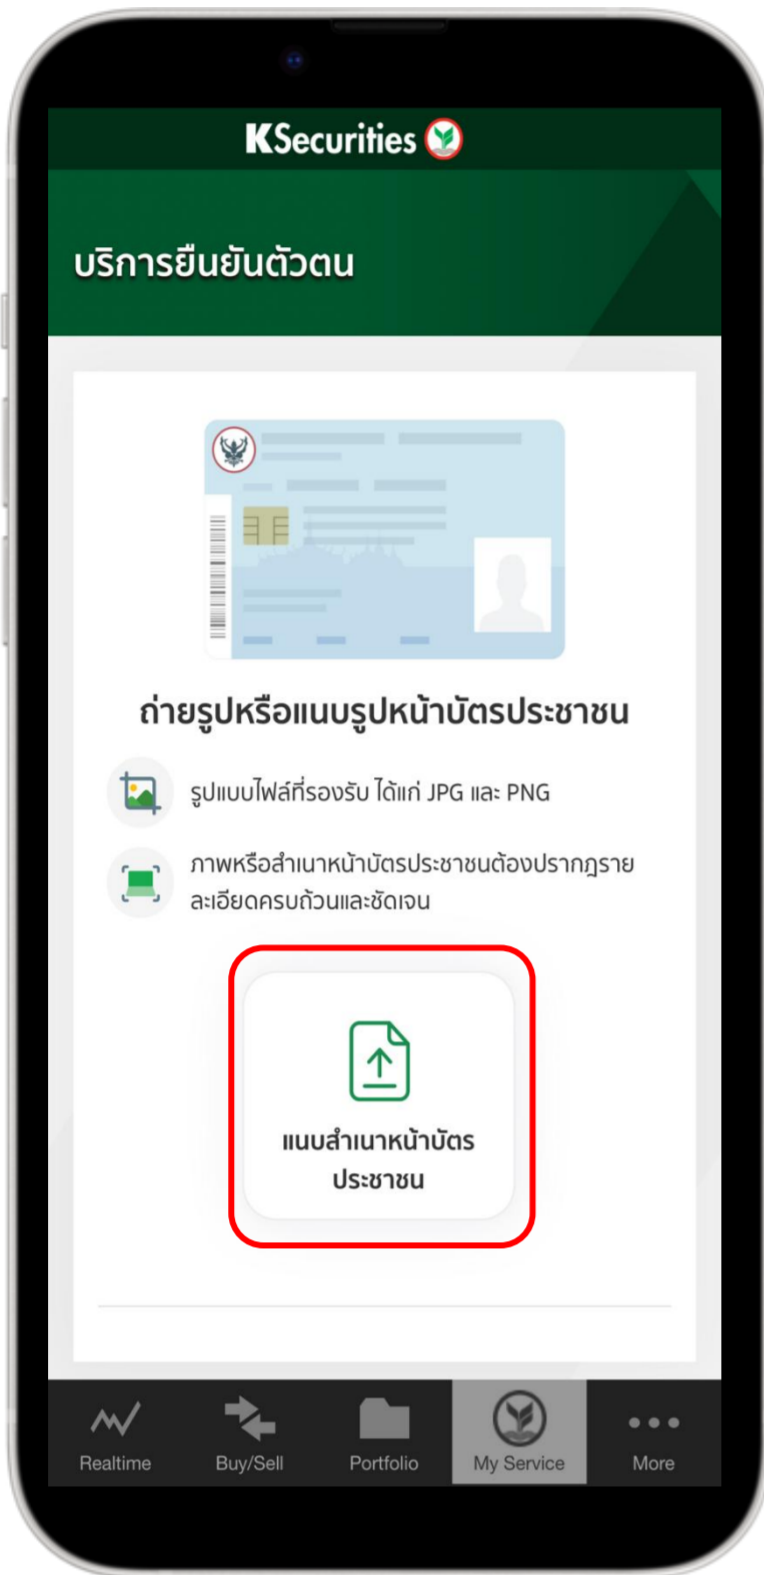 KSecurities
บริการยืนยันตัวตน
ถ่ายรูปหรือแนบรูปหน้าบัตรประชาชน
รูปแบบไฟล์ที่รองรับ ได้แก่ JPG และ PNG
ภาพหรือสำเนาหน้าบัตรประชาชนต้องปรากฎราย
ละเอียดครบถ้วนและชัดเจน
แนบสำเนาหน้าบัตร
ประชาชน
Realtime
Buy/Sell
Portfolio
My Service
More